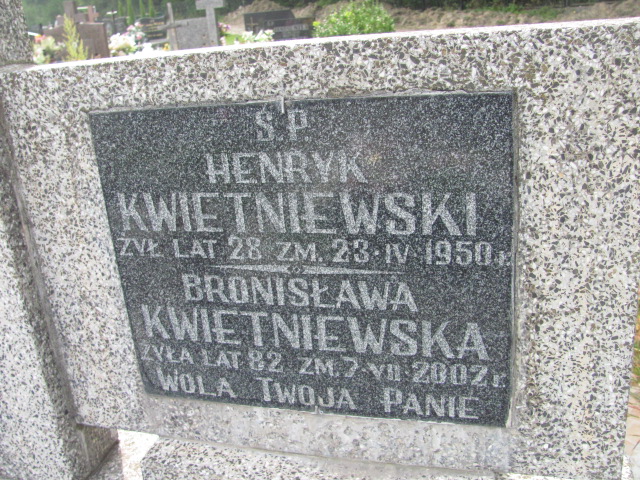 Ś P
HENRYK
KWIETNIEWSKI
ŻYŁ LAT 28 ZM. 23·IV 1950 r.
BRONISŁAWA
KWIETNIEWSKA
ŻYŁA LAT 82 ZM. 7·VII 2002 r.
WOLA TWOJA PANIE